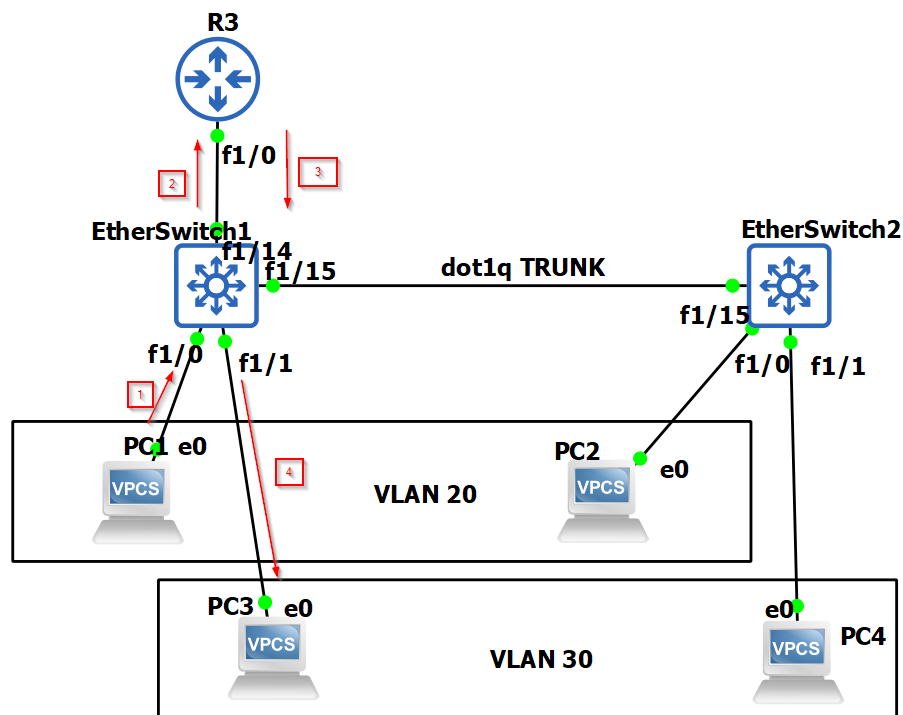 R3
f1/0
2
3
EtherSwitch1
f1/14
f1/15
dot1q TRUNK
EtherSwitch2
f1/15
f1/0
f1/1
f1/0
f1/1
1
PC1 e0
VPCS
VLAN 20
PC2
e0
VPCS
4
PC3
e0
VPCS
VLAN 30
e0
PC4
VPCS